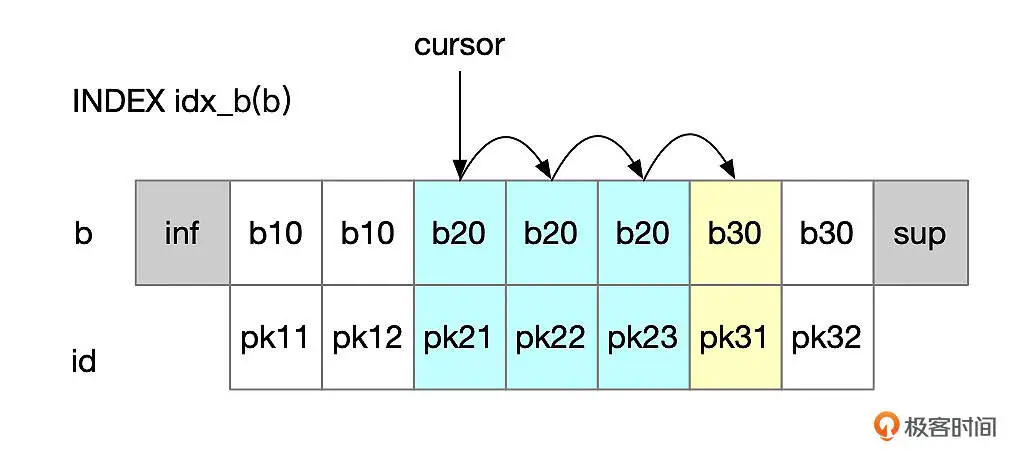 cursor
INDEX idx_b(b)
b inf b10 b10 b20 b20 b20 b30 b30 sup
id pk11 pk12 pk21 pk22 pk23 pk31 pk32
极客时间